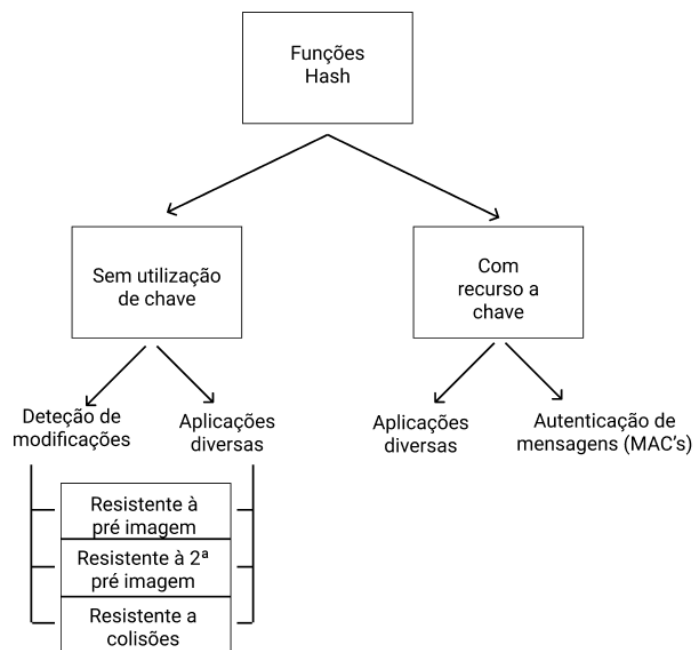 Funções
Hash
Sem utilização
de chave
Com
recurso a
chave
Deteção de
modificações
Aplicações
diversas
Aplicações
diversas
Autenticação de
mensagens (MAC's)
Resistente à
pré imagem
Resistente à 2ª
pré imagem
Resistente a
colisões